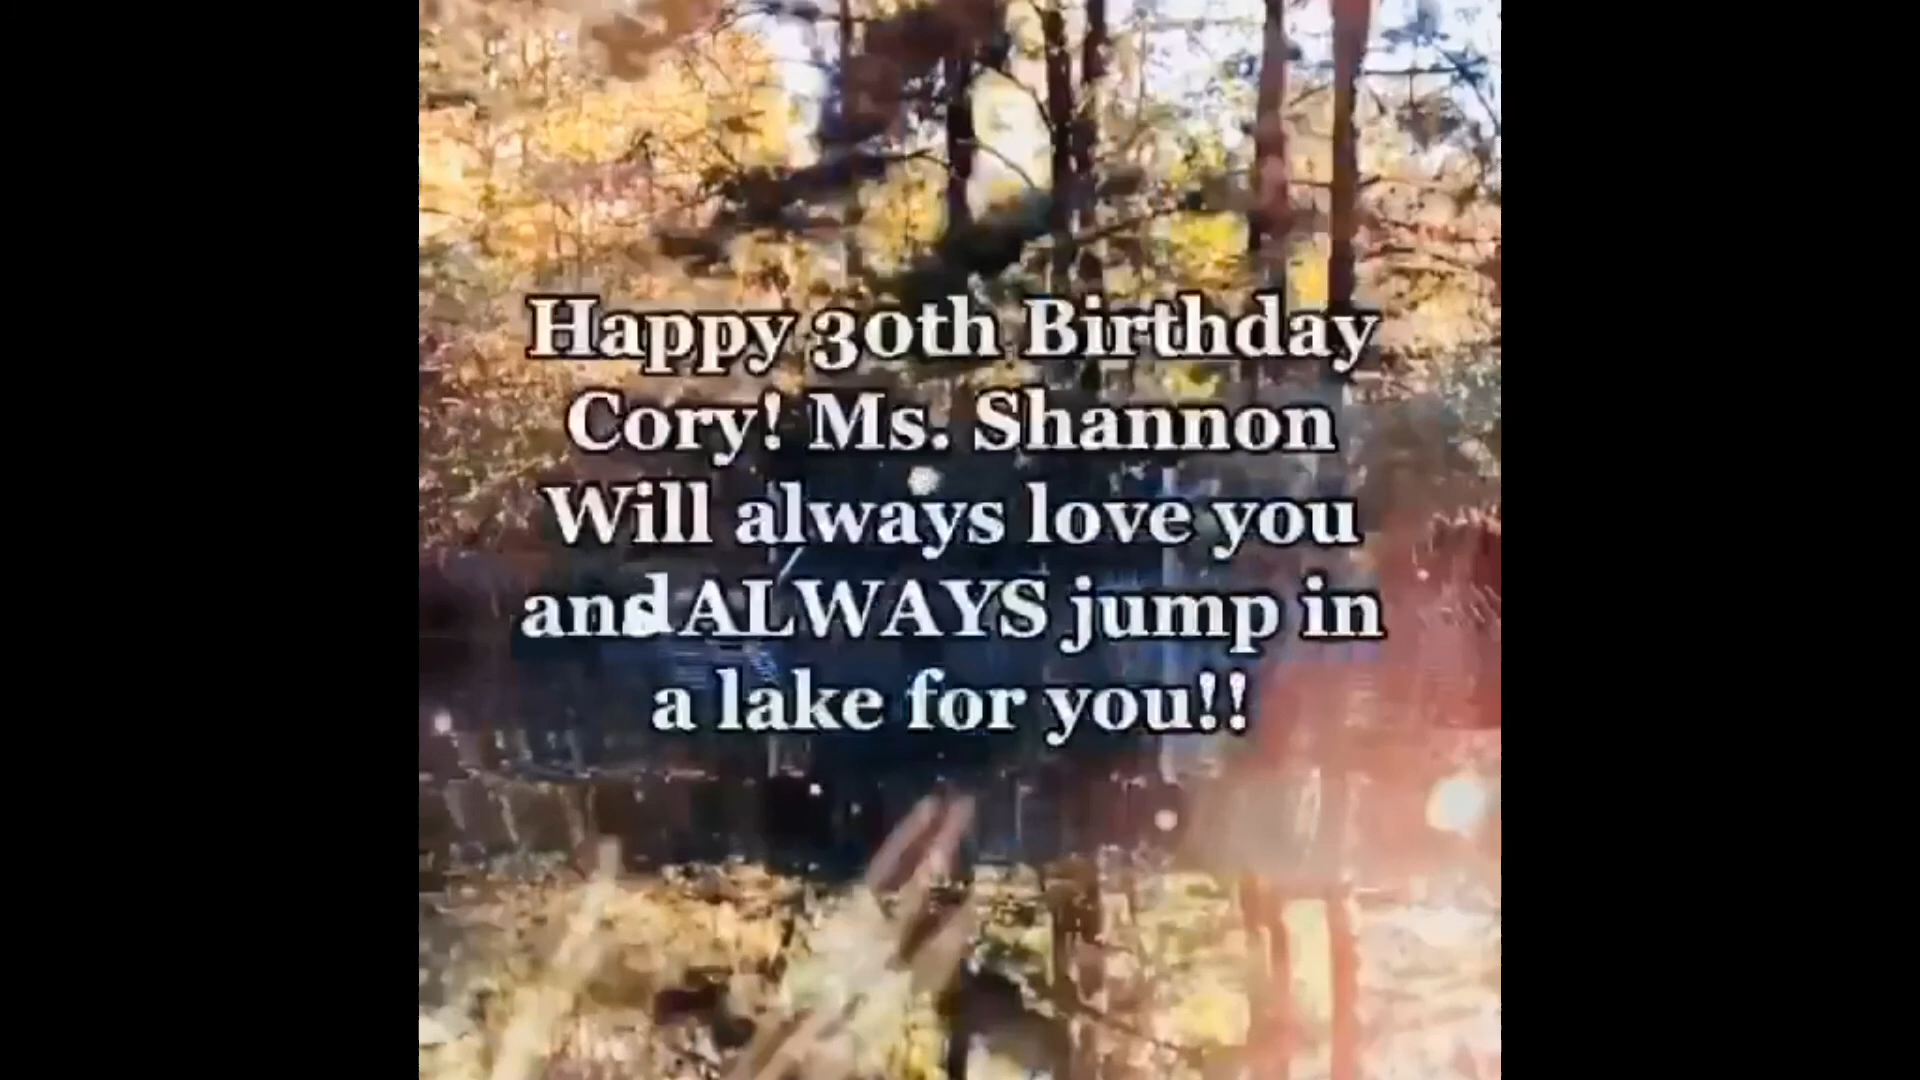 Happy 30th Birthday
Cory! Ms. Shannon
Will always love you
and ALWAYS jump in
a lake for you!!